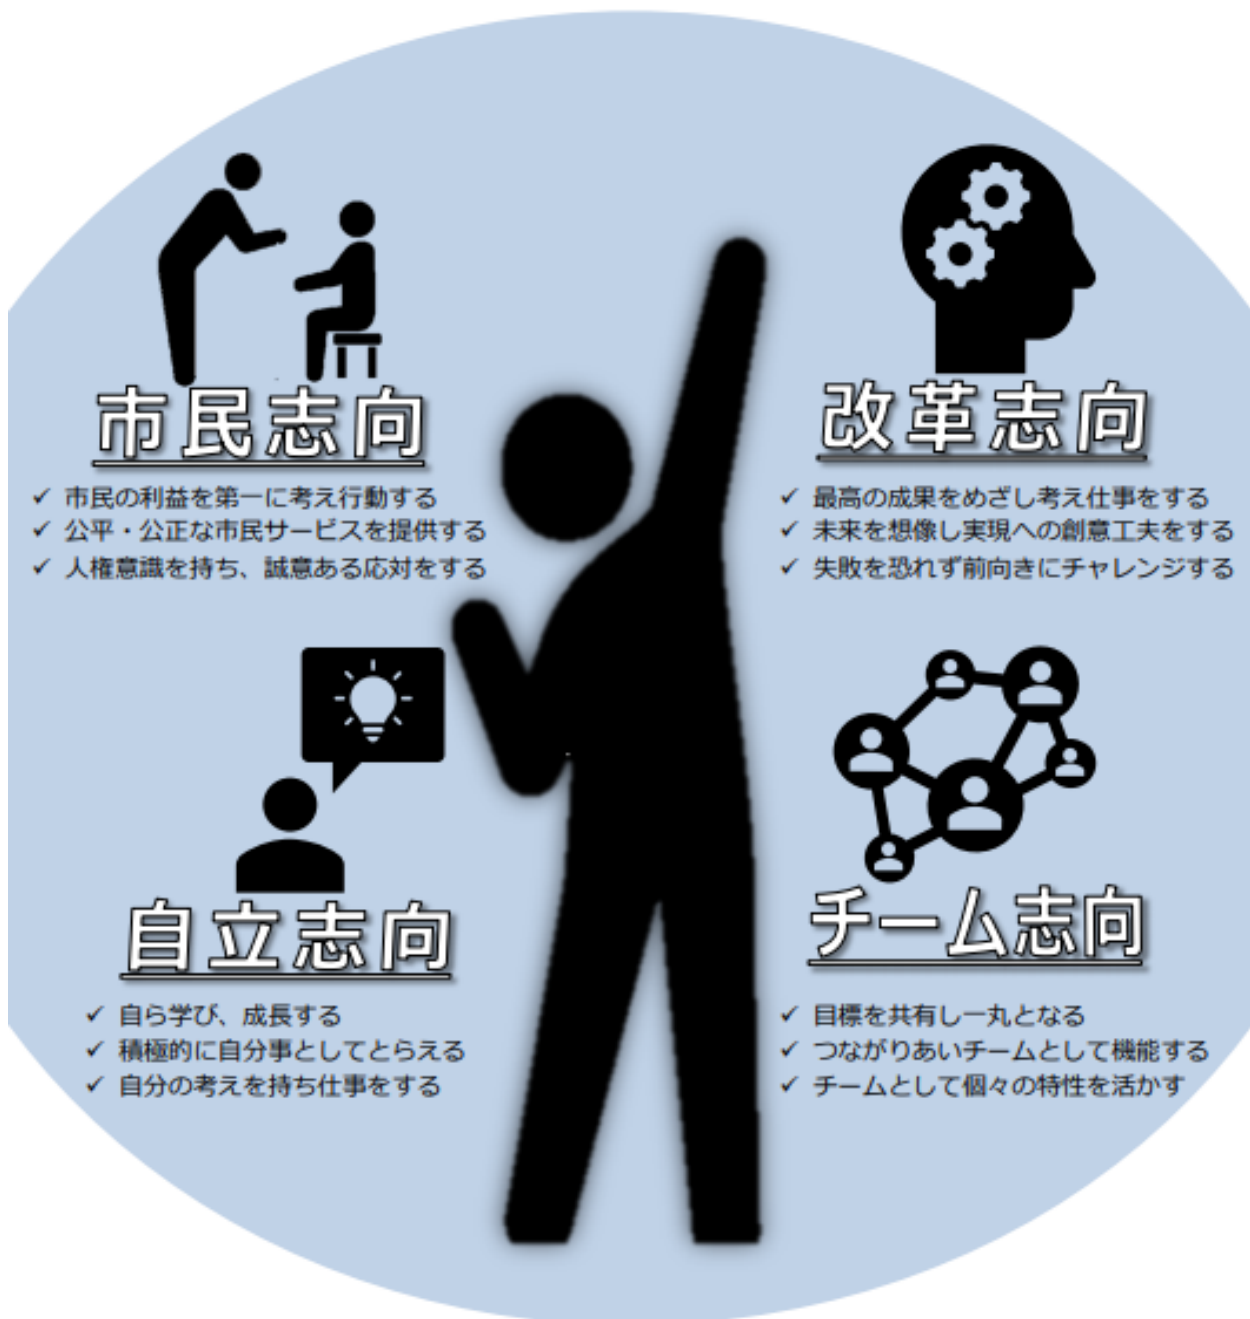 市民志向
✓ 市民の利益を第一に考え行動する
✓ 公平・公正な市民サービスを提供する
✓ 人権意識を持ち、誠意ある応対をする
改革志向
✓ 最高の成果をめざし考え仕事をする
✓ 未来を想像し実現への創意工夫をする
✓ 失敗を恐れず前向きにチャレンジする
自立志向
✓ 自ら学び、成長する
✓ 積極的に自分事としてとらえる
✓ 自分の考えを持ち仕事をする
チーム志向
✓ 目標を共有し一丸となる
✓ つながりあいチームとして機能する
✓ チームとして個々の特性を活かす